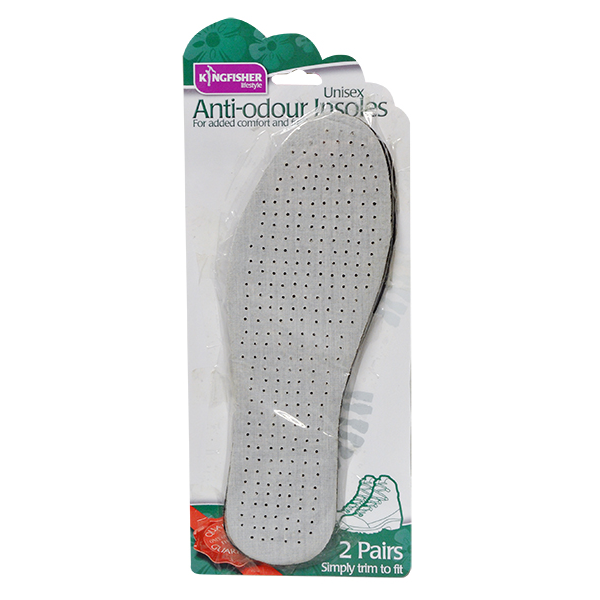 KINGFISHER
lifestyle
Unisex
Anti-odour Insoles
For added comfort and
2 Pairs
Simply trim to fit